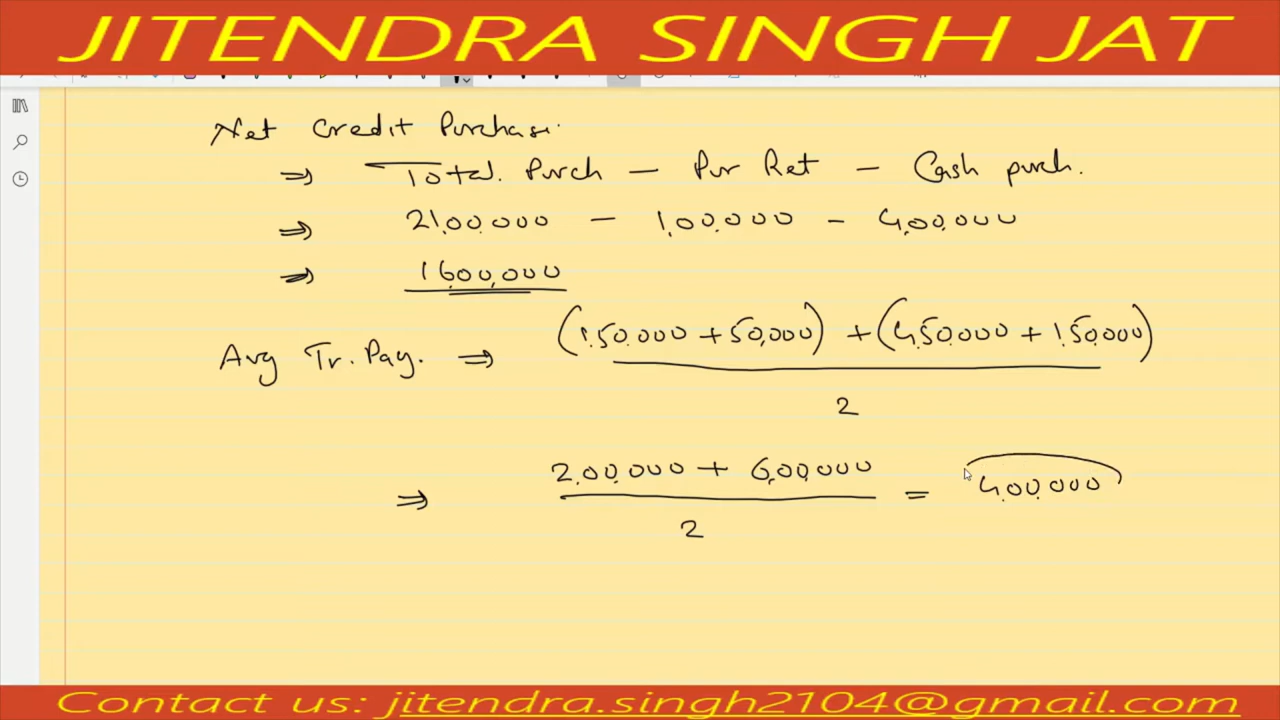 JITENDRA SINGH JAT
Net Credit Purchase.
⇒ Total. Purch — Pur Ret — Cash purch.
⇒ 21,00,000 — 1,00,000 — 4,00,000
⇒ 1600,000
Avg Tr. Pay. ⇒ (1,50,000 + 50,000) + (4,50,000 + 1,50,000)
2
⇒ 2,00,000 + 6,00,000 = 4,00,000
2
Contact us: jitendra.singh2104@gmail.com